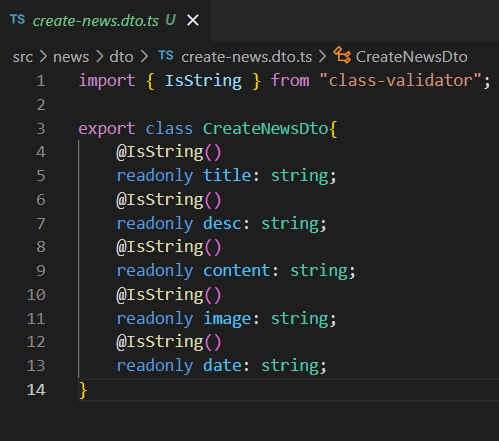 TS create-news.dto.ts U ×
src > news > dto > TS create-news.dto.ts > CreateNewsDto
1 import { IsString } from "class-validator";
2
3 export class CreateNewsDto{
4     @IsString()
5     readonly title: string;
6     @IsString()
7     readonly desc: string;
8     @IsString()
9     readonly content: string;
10     @IsString()
11     readonly image: string;
12     @IsString()
13     readonly date: string;
14 }